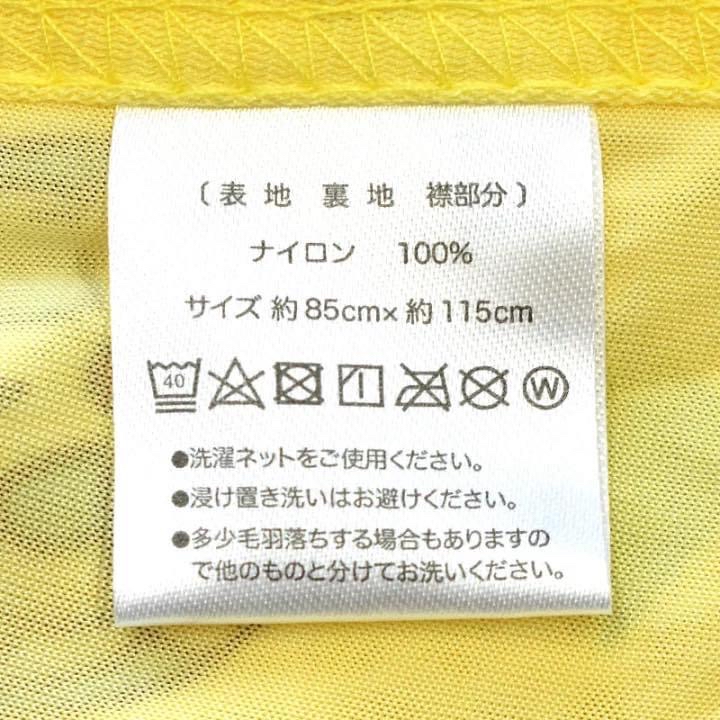 〔表地 裏地 襟部分〕
ナイロン 100%
サイズ 約85cm×約115cm
40 W
●洗濯ネットをご使用ください。
●浸け置き洗いはお避けください。
●多少毛羽落ちする場合もありますの
で他のものと分けてお洗いください。